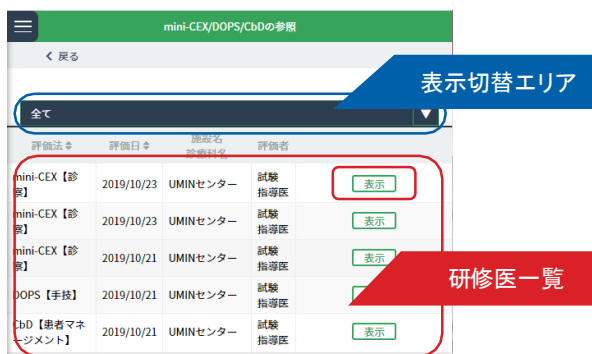 mini-CEX/DOPS/CbDの参照
戻る
表示切替エリア
全て
評価法 評価日 施設名 評価者
診療科名
mini-CEX【診 2019/10/23 UMINセンター 試験 表示
察】 指導医
mini-CEX【診 2019/10/23 UMINセンター 試験 表示
察】 指導医
mini-CEX【診 2019/10/21 UMINセンター 試験 表示
察】 指導医
研修医一覧
DOPS【手技】 2019/10/21 UMINセンター 試験
指導医
CbD【患者マネ 2019/10/21 UMINセンター 試験 表示
ージメント】 指導医